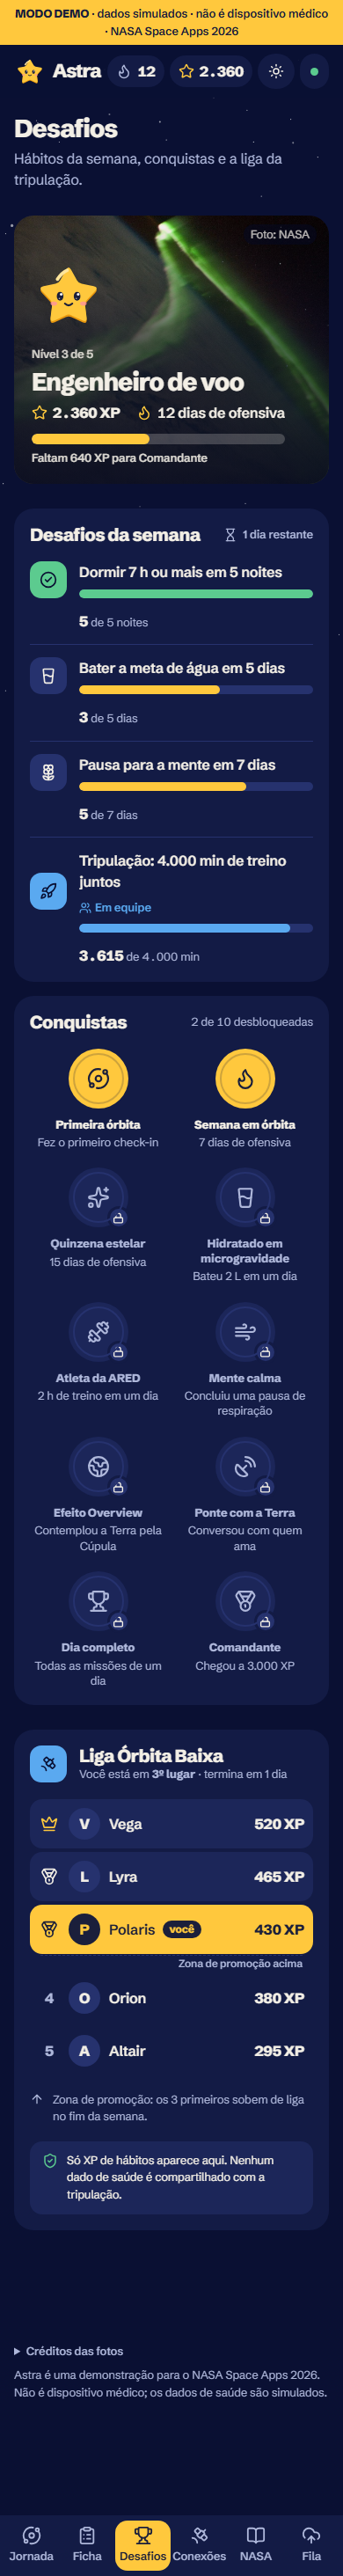 MODO DEMO · dados simulados · não é dispositivo médico
· NASA Space Apps 2026
Astra
12
2.360
Desafios
Hábitos da semana, conquistas e a liga da
tripulação.
Foto: NASA
Nível 3 de 5
Engenheiro de voo
2.360 XP
12 dias de ofensiva
Faltam 640 XP para Comandante
Desafios da semana
1 dia restante
Dormir 7 h ou mais em 5 noites
5 de 5 noites
Bater a meta de água em 5 dias
3 de 5 dias
Pausa para a mente em 7 dias
5 de 7 dias
Tripulação: 4.000 min de treino
juntos
Em equipe
3.615 de 4.000 min
Conquistas
2 de 10 desbloqueadas
Primeira órbita
Fez o primeiro check-in
Semana em órbita
7 dias de ofensiva
Quinzena estelar
15 dias de ofensiva
Hidratado em
microgravidade
Bateu 2 L em um dia
Atleta da ARED
2 h de treino em um dia
Mente calma
Concluiu uma pausa de
respiração
Efeito Overview
Contemplou a Terra pela
Cúpula
Ponte com a Terra
Conversou com quem
ama
Dia completo
Todas as missões de um
dia
Comandante
Chegou a 3.000 XP
Liga Órbita Baixa
Você está em 3º lugar · termina em 1 dia
V Vega 520 XP
L Lyra 465 XP
P Polaris você 430 XP
Zona de promoção acima
4 O Orion 380 XP
5 A Altair 295 XP
Zona de promoção: os 3 primeiros sobem de liga
no fim da semana.
Só XP de hábitos aparece aqui. Nenhum
dado de saúde é compartilhado com a
tripulação.
Créditos das fotos
Astra é uma demonstração para o NASA Space Apps 2026.
Não é dispositivo médico; os dados de saúde são simulados.
Jornada
Ficha
Desafios
Conexões
NASA
Fila